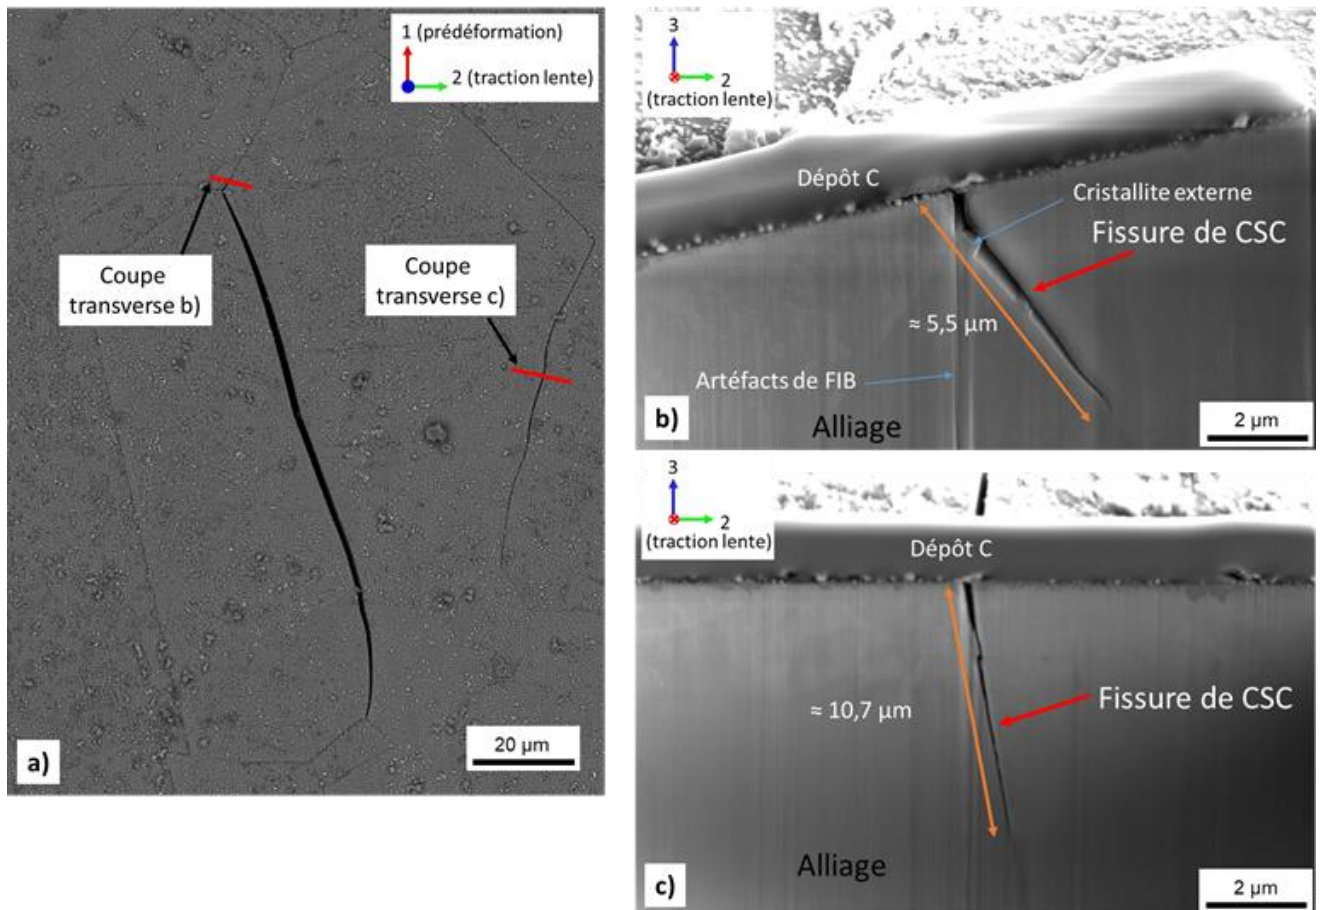 1 (prédéformation)
2 (traction lente)
Coupe
transverse b)
Coupe
transverse c)
20 µm
a)
3
2
(traction lente)
Dépôt C
Cristallite externe
Fissure de CSC
≈ 5,5 µm
Artéfacts de FIB
Alliage
b)
2 µm
3
2
(traction lente)
Dépôt C
≈ 10,7 µm
Fissure de CSC
Alliage
c)
2 µm